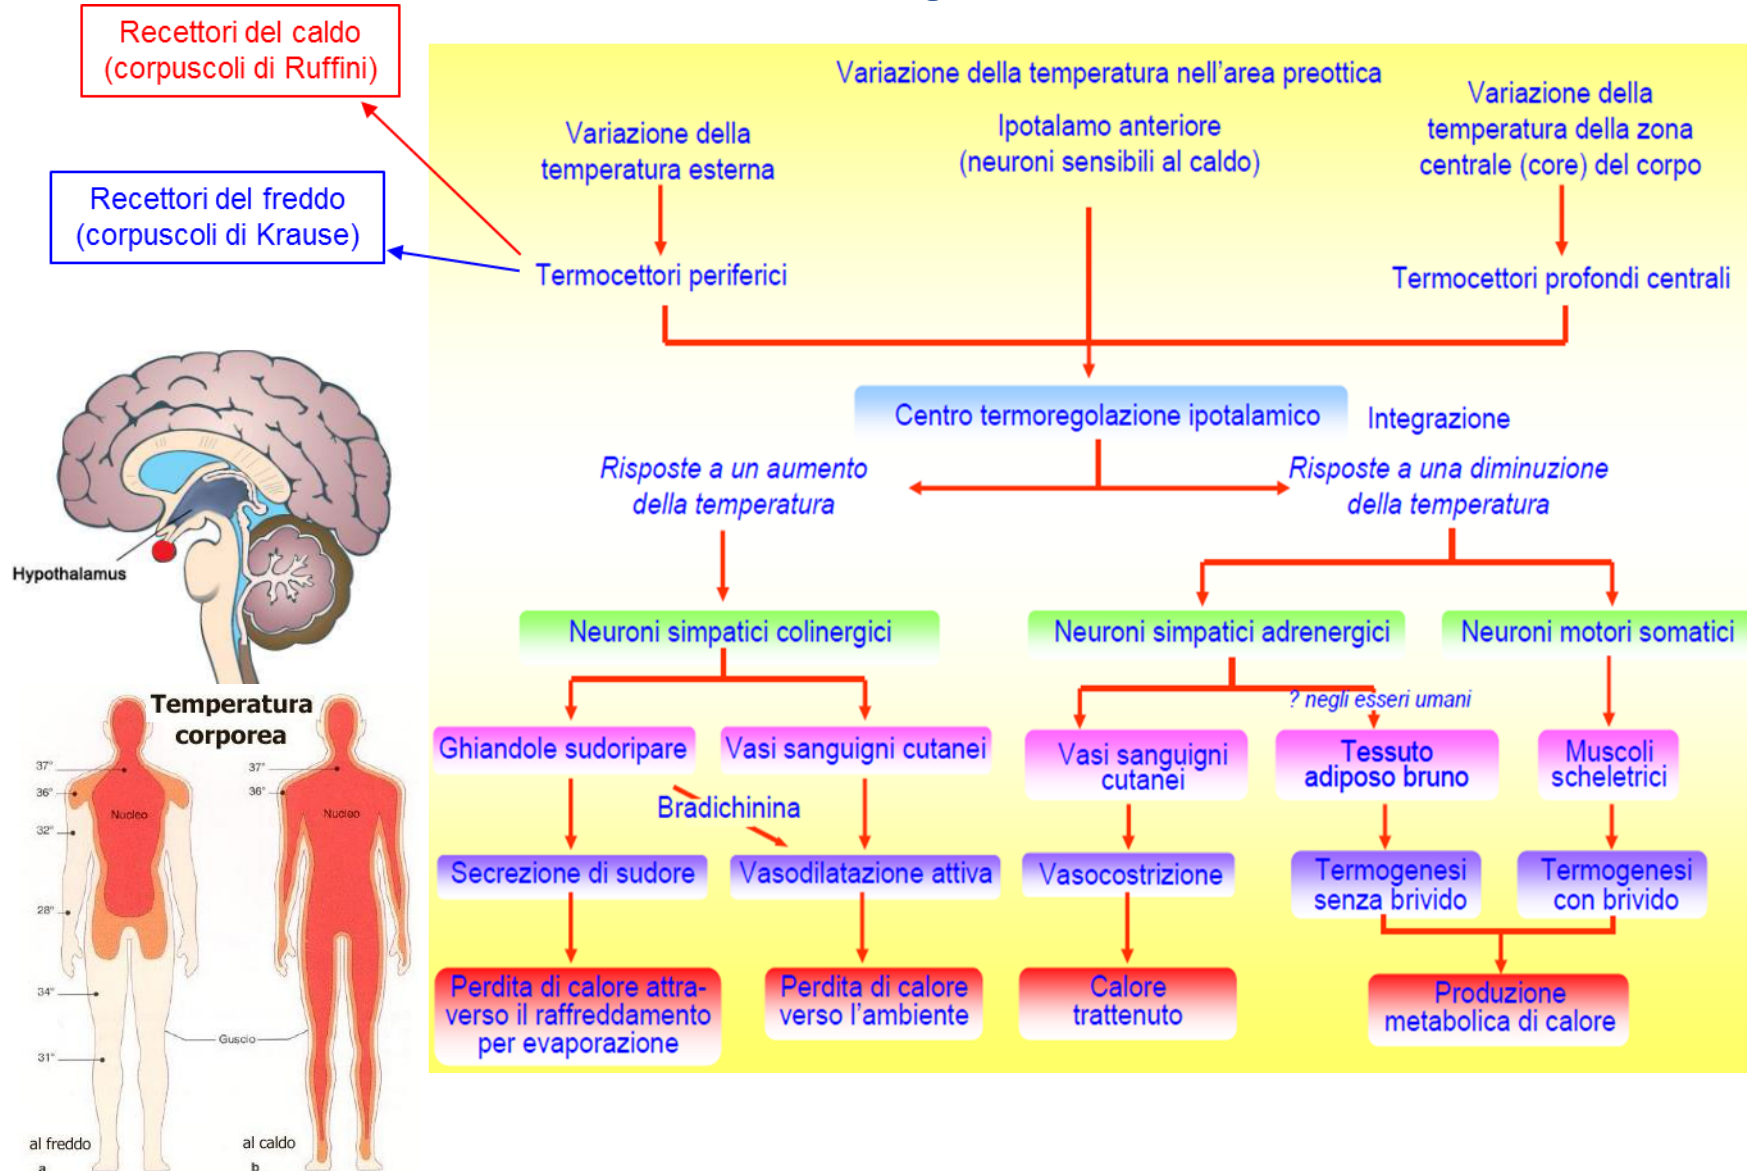 Recettori del caldo
(corpuscoli di Ruffini)
Recettori del freddo
(corpuscoli di Krause)
Variazione della temperatura nell'area preottica
Ipotalamo anteriore
(neuroni sensibili al caldo)
Variazione della
temperatura esterna
Variazione della
temperatura della zona
centrale (core) del corpo
Termocettori periferici
Termocettori profondi centrali
Centro termoregolazione ipotalamico
Integrazione
Risposte a un aumento
della temperatura
Risposte a una diminuzione
della temperatura
Neuroni simpatici colinergici
Neuroni simpatici adrenergici
Neuroni motori somatici
? negli esseri umani
Ghiandole sudoripare
Vasi sanguigni cutanei
Vasi sanguigni
cutanei
Tessuto
adiposo bruno
Muscoli
scheletrici
Bradichinina
Secrezione di sudore
Vasodilatazione attiva
Vasocostrizione
Termogenesi
senza brivido
Termogenesi
con brivido
Perdita di calore attra-
verso il raffreddamento
per evaporazione
Perdita di calore
verso l'ambiente
Calore
trattenuto
Produzione
metabolica di calore
Hypothalamus
Temperatura
corporea
37°
36°
32°
28°
34°
31°
Nucleo
37°
36°
Nucleo
Guscio
al freddo
a
al caldo
b